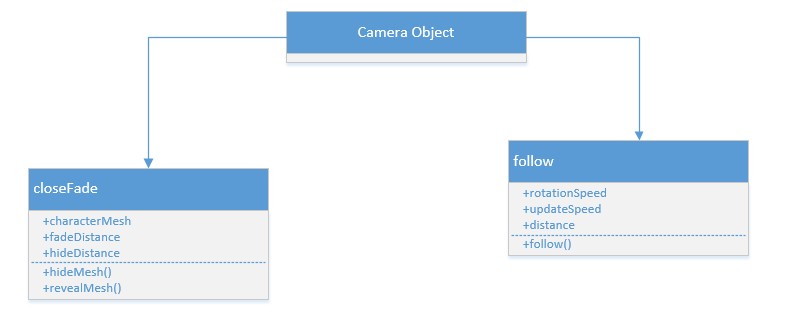 Camera Object
closeFade
+characterMesh
+fadeDistance
+hideDistance
+hideMesh()
+revealMesh()
follow
+rotationSpeed
+updateSpeed
+distance
+follow()